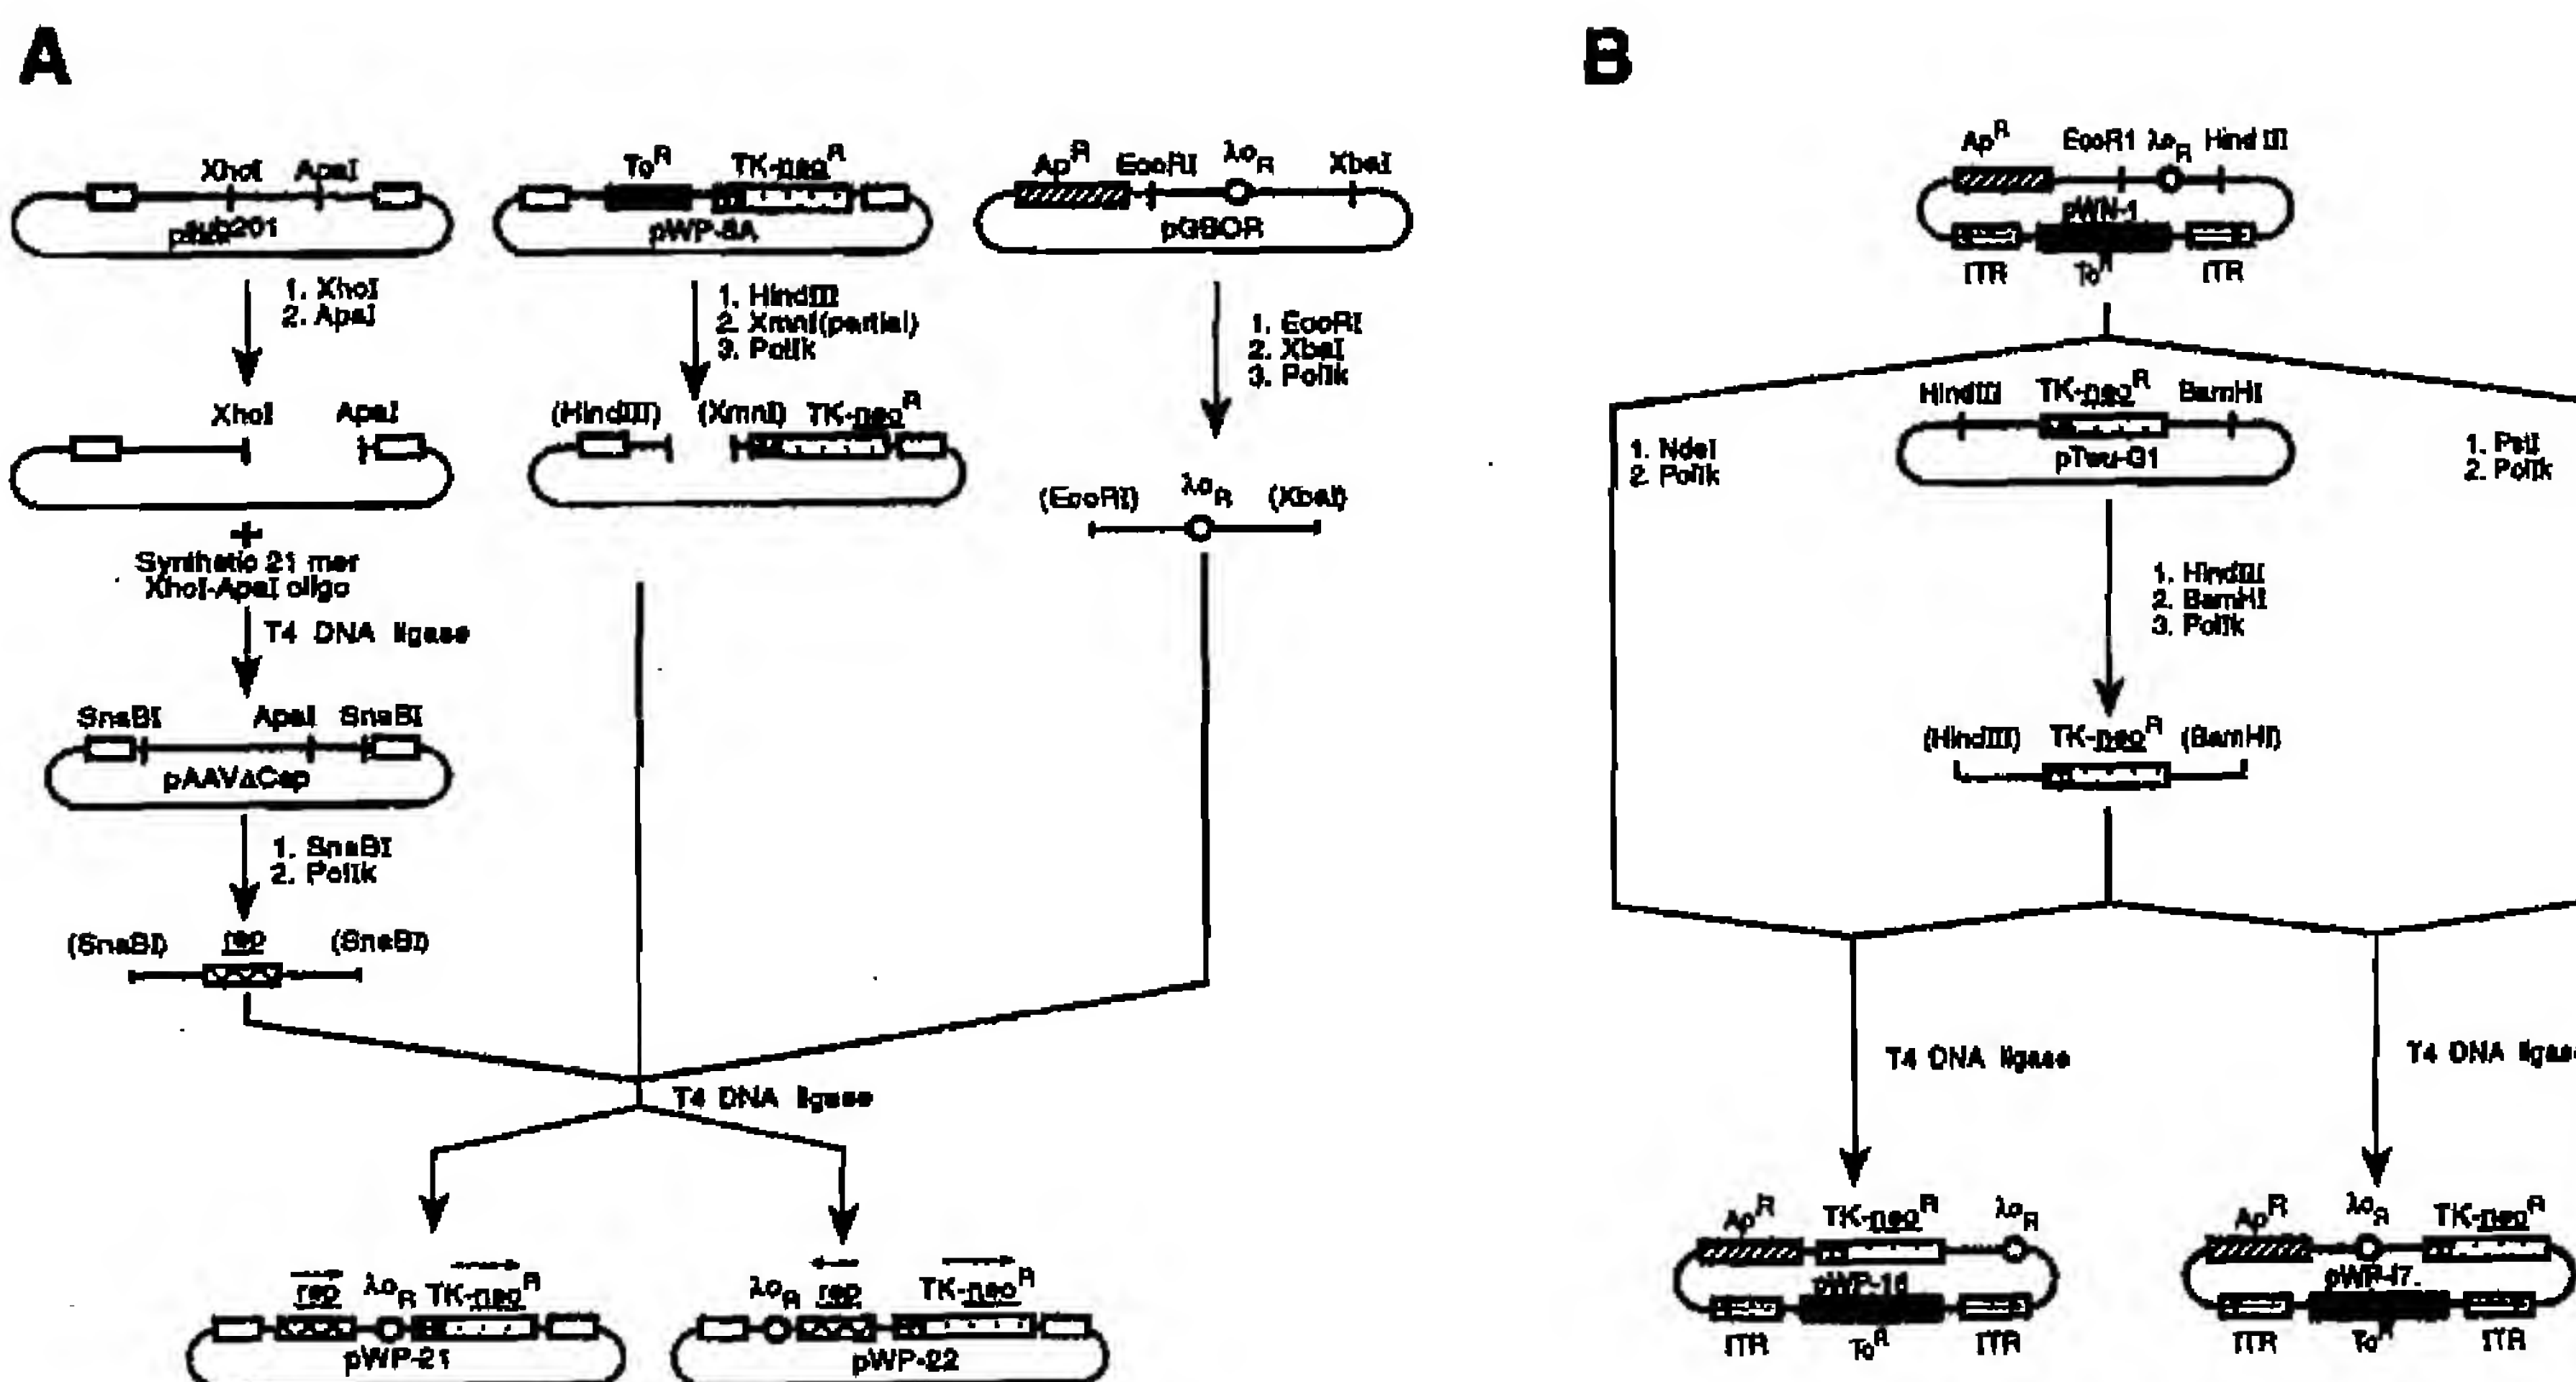 A
XhoI ApaI
psub201
1. XhoI
2. ApaI
XhoI ApaI
+
Synthetic 21 mer
XhoI-ApaI oligo
T4 DNA ligase
SnaBI ApaI SnaBI
pAAVΔCap
1. SnaBI
2. PolIk
(SnaBI) rep (SnaBI)
TcR TK-neoR
pWP-8A
1. HindIII
2. XmnI(partial)
3. PolIk
(HindIII) (XmnI) TK-neoR
ApR EcoRI λoR XbaI
pGBOR
1. EcoRI
2. XbaI
3. PolIk
(EcoRI) λoR (XbaI)
T4 DNA ligase
rep λoR TK-neoR
pWP-21
λoR rep TK-neoR
pWP-22
B
ApR EcoR1 λoR Hind III
pWN-1
ITR TcR ITR
1. NdeI
2. PolIk
HindIII TK-neoR BamHI
pTwu-G1
1. PstI
2. PolIk
1. HindIII
2. BamHI
3. PolIk
(HindIII) TK-neoR (BamHI)
T4 DNA ligase
T4 DNA ligas
ApR TK-neoR λoR
pWP-16
ITR TcR ITR
ApR λoR TK-neoR
pWP-17
ITR TcR ITR